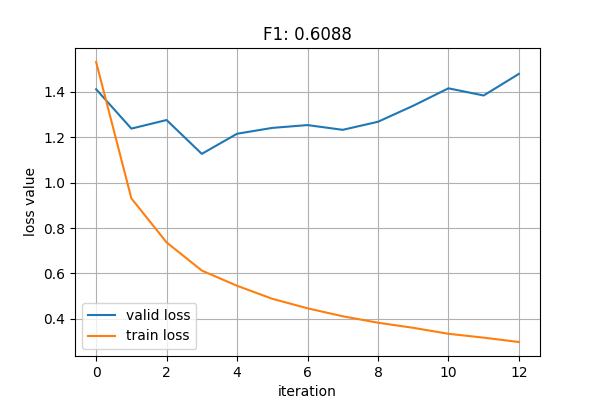 F1: 0.6088
loss value
1.4
1.2
1.0
0.8
0.6
0.4
valid loss
train loss
0 2 4 6 8 10 12
iteration